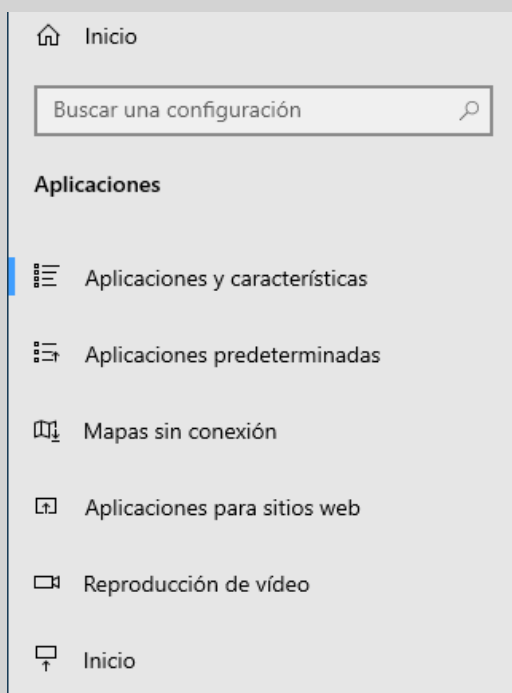 Inicio
Buscar una configuración
Aplicaciones
Aplicaciones y características
Aplicaciones predeterminadas
Mapas sin conexión
Aplicaciones para sitios web
Reproducción de vídeo
Inicio